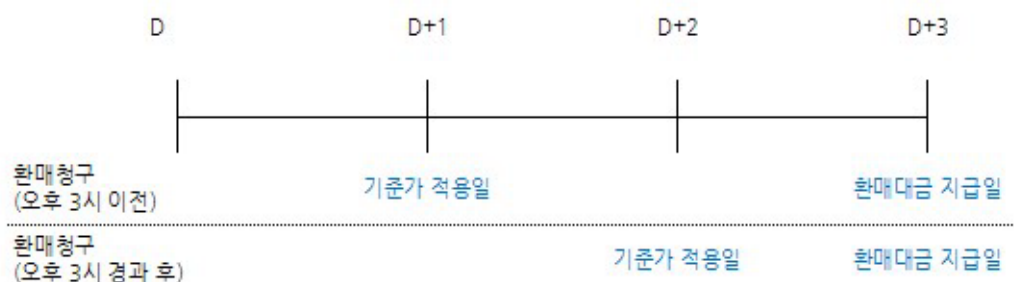 D D+1 D+2 D+3
환매청구
(오후 3시 이전) 기준가 적용일 환매대금 지급일
환매청구
(오후 3시 경과 후) 기준가 적용일 환매대금 지급일